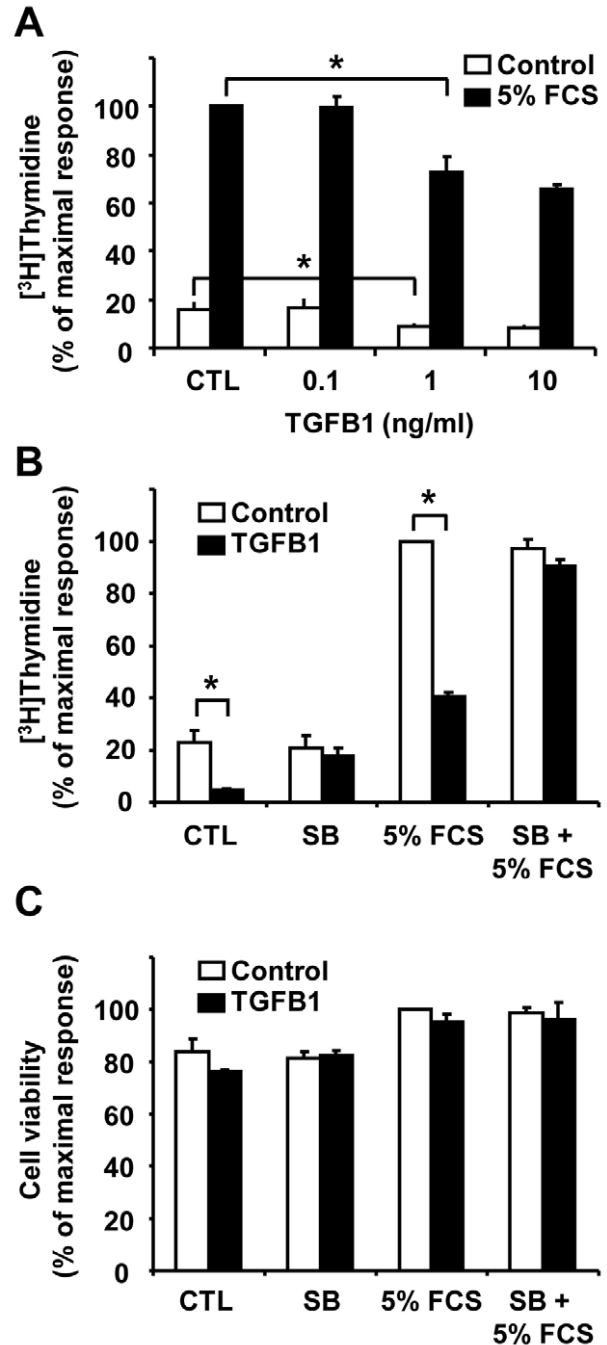 A
[³H]Thymidine
(% of maximal response)
100
80
60
40
20
0
*
*
Control
5% FCS
CTL 0.1 1 10
TGFB1 (ng/ml)
B
[³H]Thymidine
(% of maximal response)
100
80
60
40
20
0
Control
TGFB1
*
*
CTL SB 5% FCS SB +
5% FCS
C
Cell viability
(% of maximal response)
100
80
60
40
20
0
Control
TGFB1
CTL SB 5% FCS SB +
5% FCS